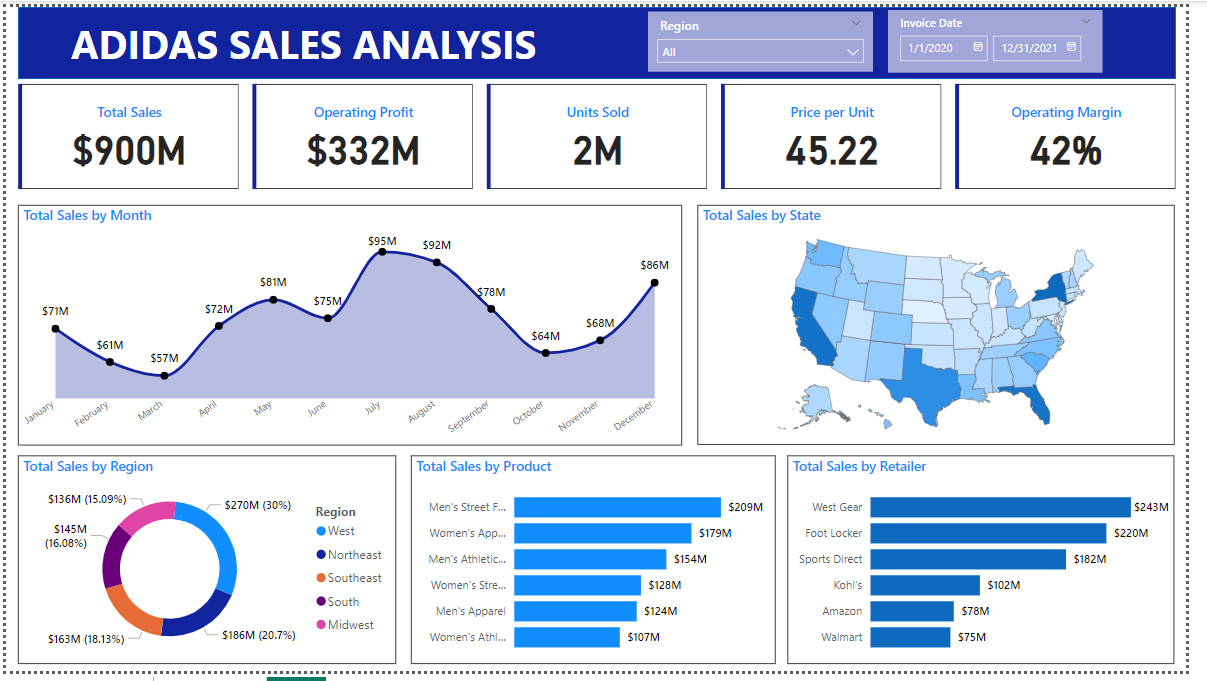 ADIDAS SALES ANALYSIS
Region
All
Invoice Date
1/1/2020
12/31/2021
Total Sales
$900M
Operating Profit
$332M
Units Sold
2M
Price per Unit
45.22
Operating Margin
42%
Total Sales by Month
$71M
$61M
$57M
$72M
$81M
$75M
$95M
$92M
$78M
$64M
$68M
$86M
January
February
March
April
May
June
July
August
September
October
November
December
Total Sales by State
Total Sales by Region
$136M (15.09%)
$270M (30%)
$145M
(16.08%)
$163M (18.13%)
$186M (20.7%)
Region
West
Northeast
Southeast
South
Midwest
Total Sales by Product
Men's Street F... $209M
Women's App... $179M
Men's Athletic... $154M
Women's Stre... $128M
Men's Apparel $124M
Women's Athl... $107M
Total Sales by Retailer
West Gear $243M
Foot Locker $220M
Sports Direct $182M
Kohl's $102M
Amazon $78M
Walmart $75M